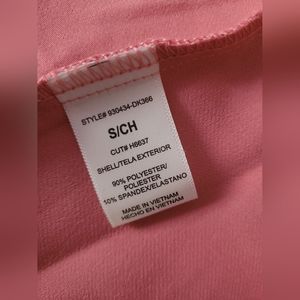 STYLE# 930434-DK366
S/CH
CUT# H6637
SHELL/TELA EXTERIOR
90% POLYESTER/
POLIESTER
10% SPANDEX/ELASTANO
MADE IN VIETNAM
HECHO EN VIETNAM